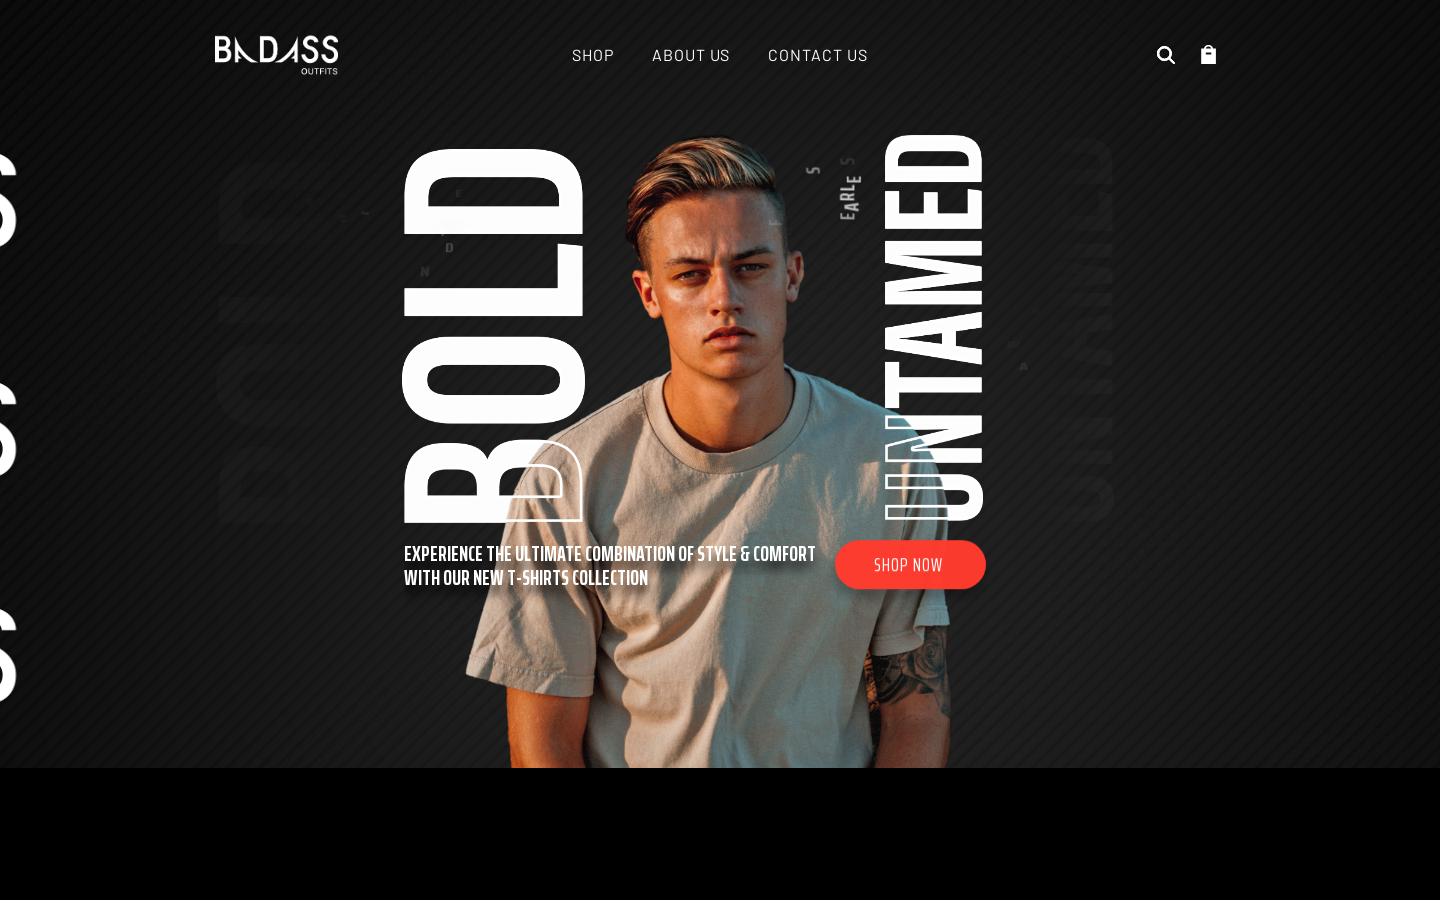 BADASS
OUTFITS
SHOP
ABOUT US
CONTACT US
BOLD
UNTAMED
EXPERIENCE THE ULTIMATE COMBINATION OF STYLE & COMFORT
WITH OUR NEW T-SHIRTS COLLECTION
SHOP NOW